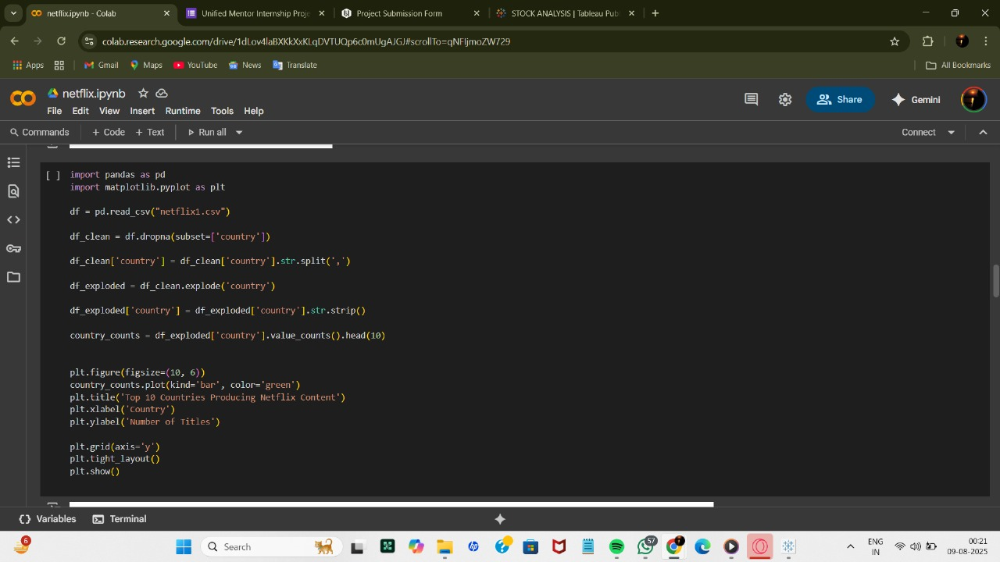 netflix.ipynb - Colab
Unified Mentor Internship Proje
Project Submission Form
STOCK ANALYSIS | Tableau Pub
colab.research.google.com/drive/1dLov4laBXKkXxKLqDVTUQp6c0mUgAJGJ#scrollTo=qNFIjmoZW729
Apps
Gmail
Maps
YouTube
News
Translate
All Bookmarks
netflix.ipynb
File Edit View Insert Runtime Tools Help
Share
Gemini
Commands
+ Code
+ Text
Run all
Connect
[ ]
import pandas as pd
import matplotlib.pyplot as plt
df = pd.read_csv("netflix1.csv")
df_clean = df.dropna(subset=['country'])
df_clean['country'] = df_clean['country'].str.split(',')
df_exploded = df_clean.explode('country')
df_exploded['country'] = df_exploded['country'].str.strip()
country_counts = df_exploded['country'].value_counts().head(10)
plt.figure(figsize=(10, 6))
country_counts.plot(kind='bar', color='green')
plt.title('Top 10 Countries Producing Netflix Content')
plt.xlabel('Country')
plt.ylabel('Number of Titles')
plt.grid(axis='y')
plt.tight_layout()
plt.show()
Variables
Terminal
6
Search
57
ENG
IN
00:21
09-08-2025